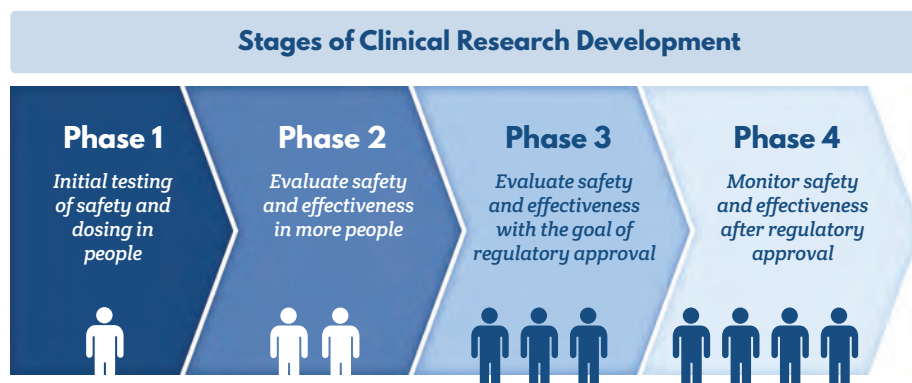 Stages of Clinical Research Development
Phase 1
Initial testing
of safety and
dosing in
people
Phase 2
Evaluate safety
and effectiveness
in more people
Phase 3
Evaluate safety
and effectiveness
with the goal of
regulatory approval
Phase 4
Monitor safety
and effectiveness
after regulatory
approval